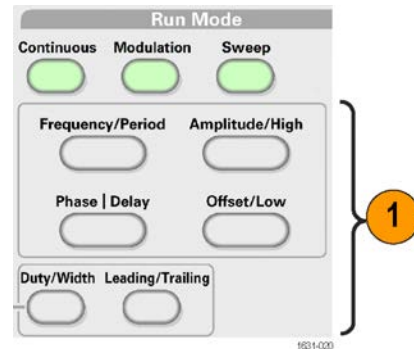 Run Mode
Continuous Modulation Sweep
Frequency/Period Amplitude/High
Phase | Delay Offset/Low
1
Duty/Width Leading/Trailing
1631-020